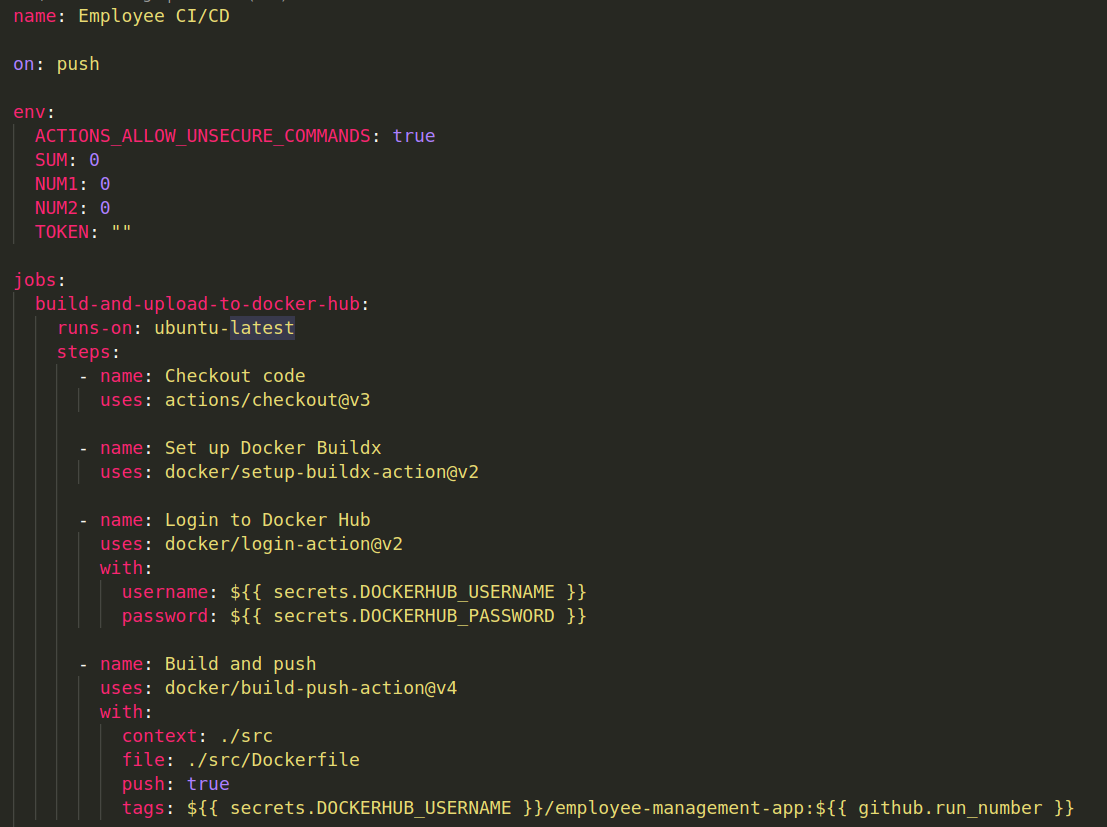 name: Employee CI/CD
on: push
env:
  ACTIONS_ALLOW_UNSECURE_COMMANDS: true
  SUM: 0
  NUM1: 0
  NUM2: 0
  TOKEN: ""
jobs:
  build-and-upload-to-docker-hub:
    runs-on: ubuntu-latest
    steps:
      - name: Checkout code
        uses: actions/checkout@v3
      - name: Set up Docker Buildx
        uses: docker/setup-buildx-action@v2
      - name: Login to Docker Hub
        uses: docker/login-action@v2
        with:
          username: ${{ secrets.DOCKERHUB_USERNAME }}
          password: ${{ secrets.DOCKERHUB_PASSWORD }}
      - name: Build and push
        uses: docker/build-push-action@v4
        with:
          context: ./src
          file: ./src/Dockerfile
          push: true
          tags: ${{ secrets.DOCKERHUB_USERNAME }}/employee-management-app:${{ github.run_number }}